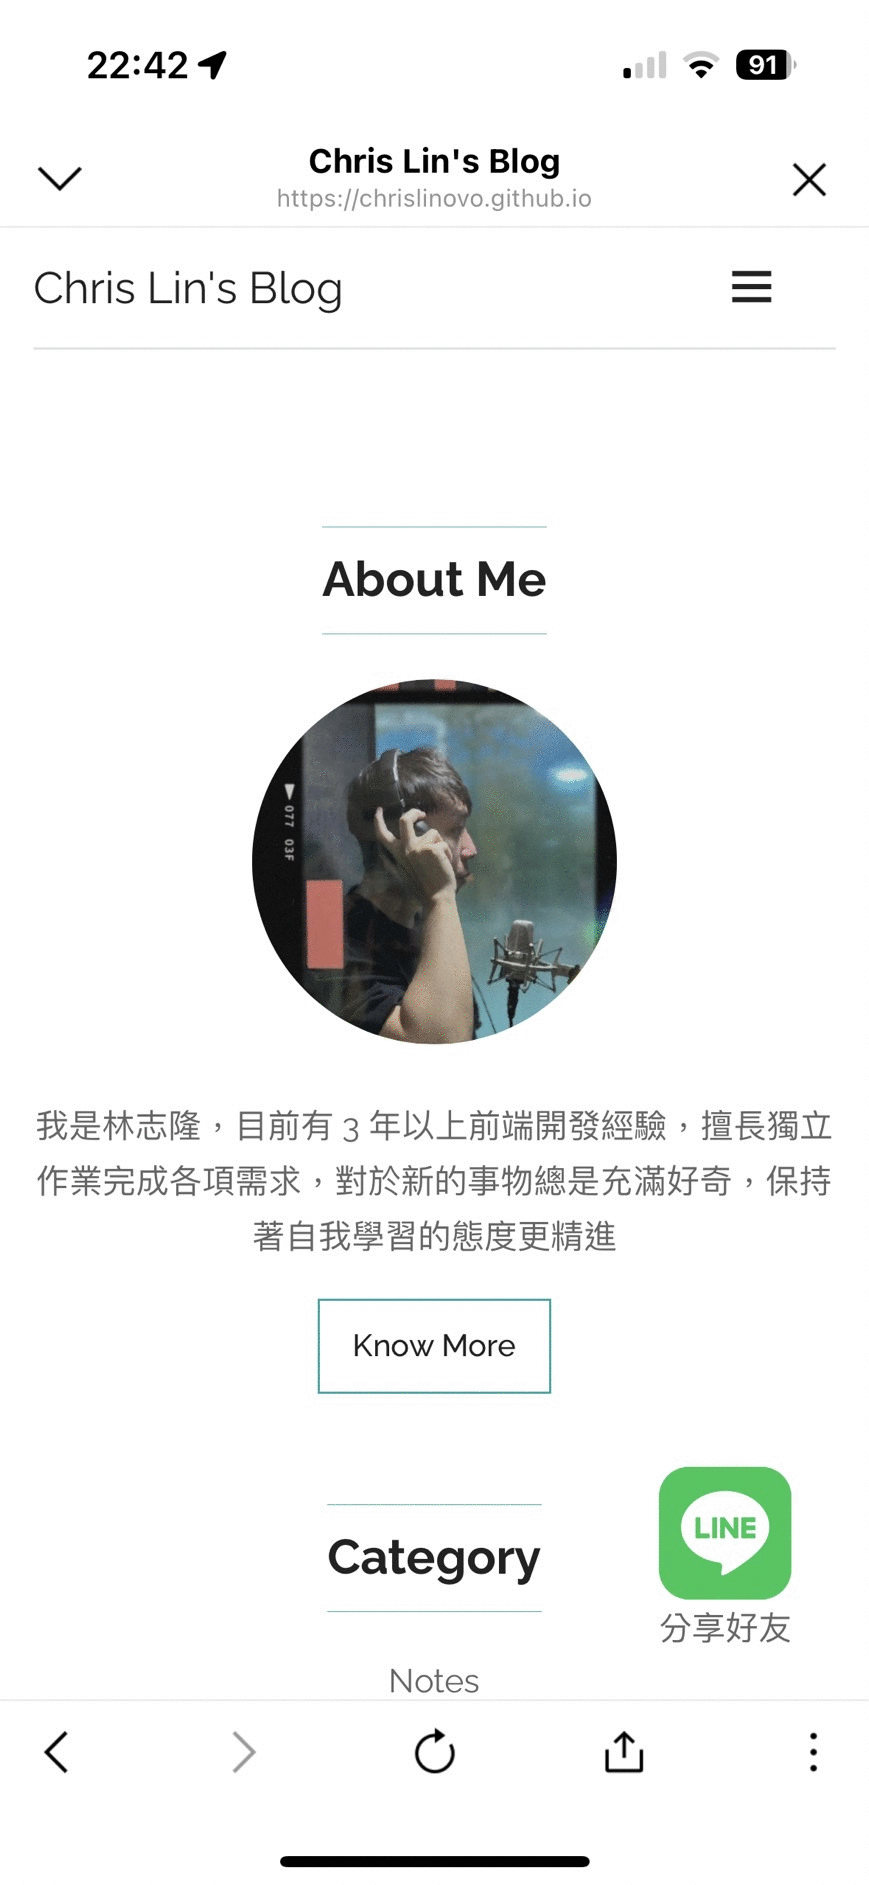 22:42
91
Chris Lin's Blog
https://chrislinovo.github.io
Chris Lin's Blog
About Me
077 03F
我是林志隆，目前有 3 年以上前端開發經驗，擅長獨立
作業完成各項需求，對於新的事物總是充滿好奇，保持
著自我學習的態度更精進
Know More
LINE
Category
分享好友
Notes